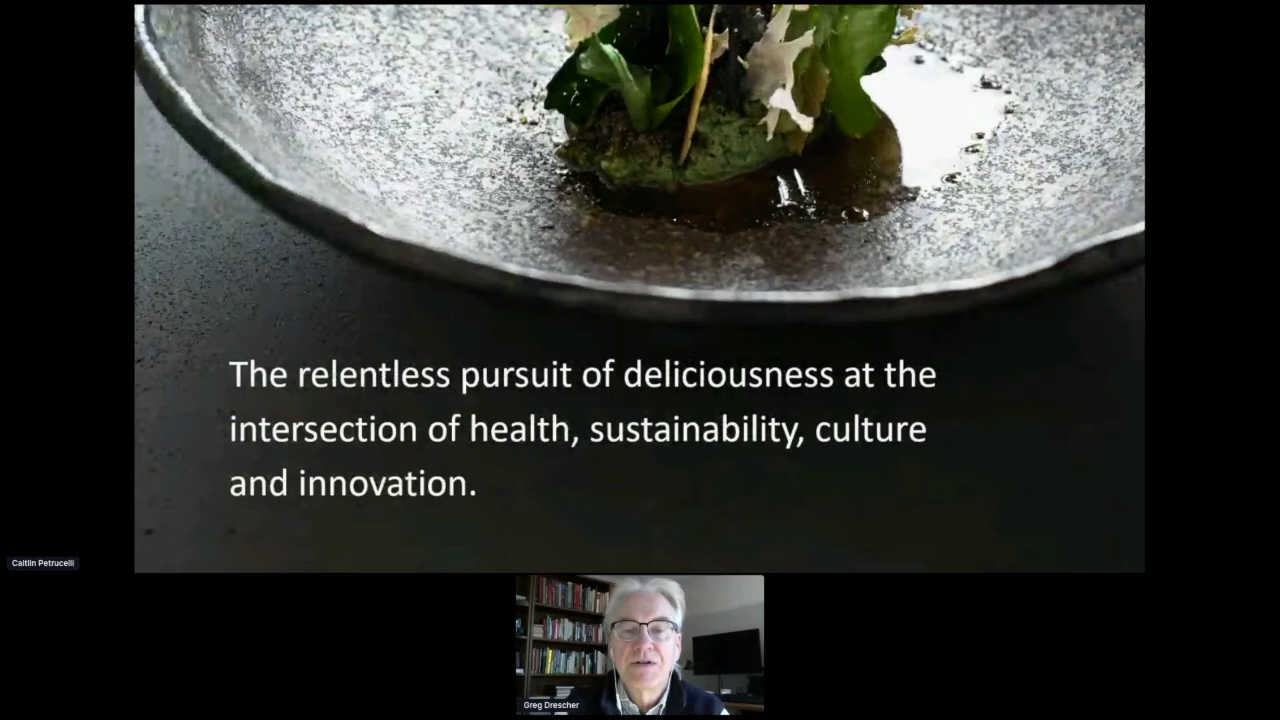 The relentless pursuit of deliciousness at the
intersection of health, sustainability, culture
and innovation.
Caitlin Petrucelli
Greg Drescher